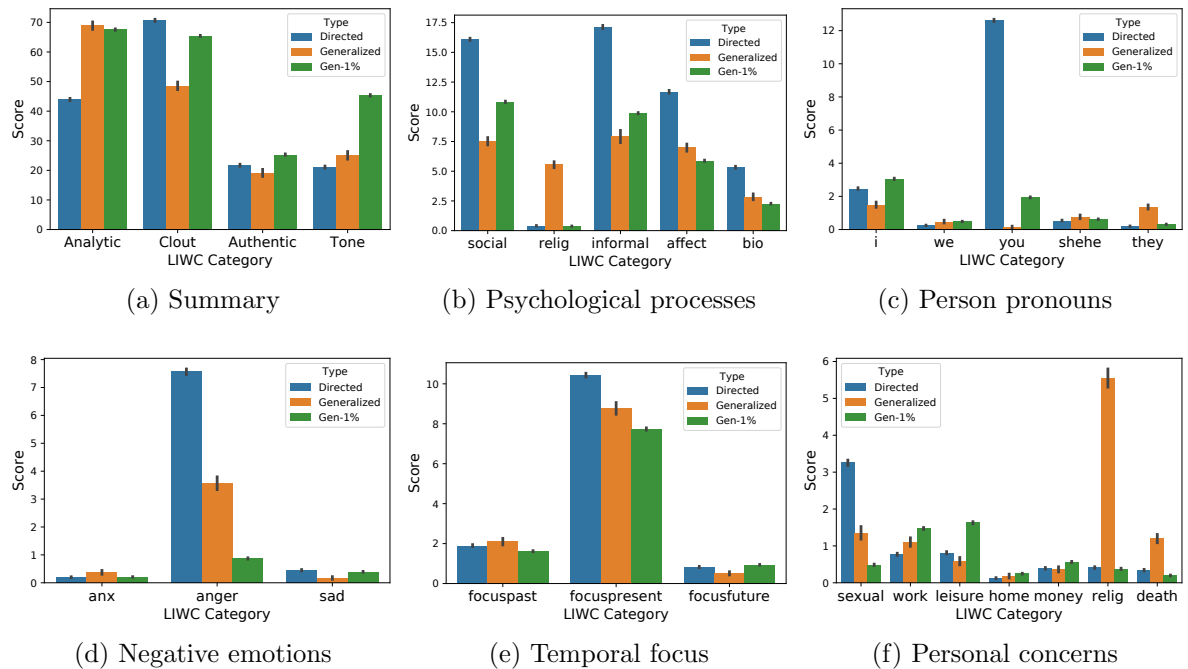 70
60
50
40
30
20
10
0
Score
Analytic Clout Authentic Tone
LIWC Category
Type
Directed
Generalized
Gen-1%
(a) Summary
17.5
15.0
12.5
10.0
7.5
5.0
2.5
0.0
Score
social relig informal affect bio
LIWC Category
Type
Directed
Generalized
Gen-1%
(b) Psychological processes
12
10
8
6
4
2
0
Score
i we you shehe they
LIWC Category
Type
Directed
Generalized
Gen-1%
(c) Person pronouns
8
7
6
5
4
3
2
1
0
Score
anx anger sad
LIWC Category
Type
Directed
Generalized
Gen-1%
(d) Negative emotions
10
8
6
4
2
0
Score
focuspast focuspresent focusfuture
LIWC Category
Type
Directed
Generalized
Gen-1%
(e) Temporal focus
6
5
4
3
2
1
0
Score
sexual work leisure home money relig death
LIWC Category
Type
Directed
Generalized
Gen-1%
(f) Personal concerns